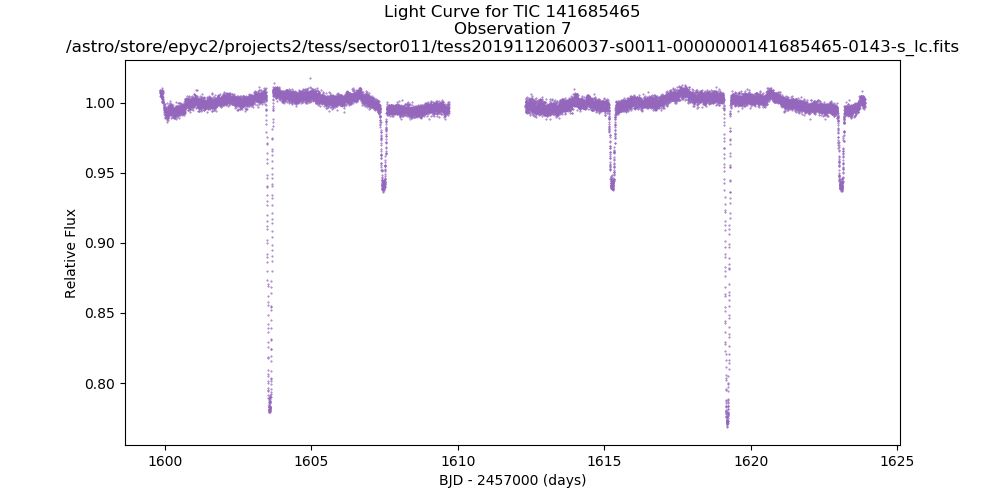 Light Curve for TIC 141685465
Observation 7
/astro/store/epyc2/projects2/tess/sector011/tess2019112060037-s0011-0000000141685465-0143-s_lc.fits
1.00
0.95
0.90
0.85
0.80
Relative Flux
1600
1605
1610
1615
1620
1625
BJD - 2457000 (days)